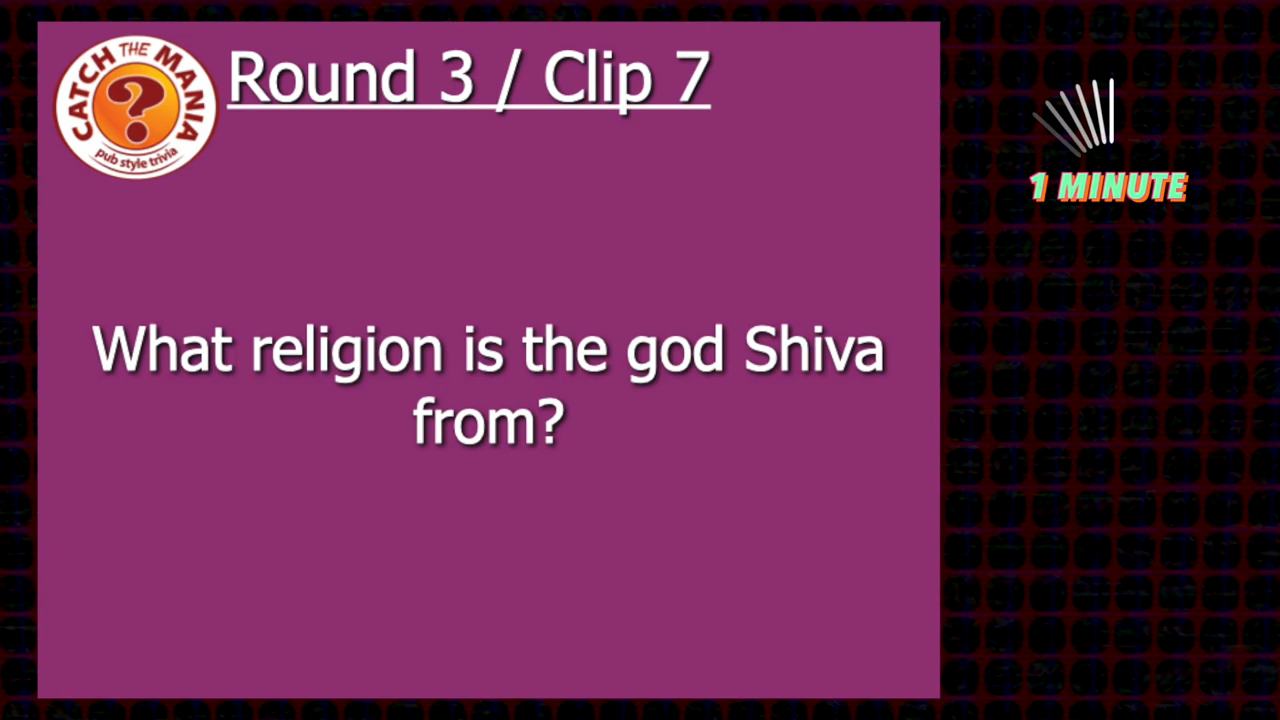 CATCH THE MANIA
?
pub style trivia
Round 3 / Clip 7
1 MINUTE
What religion is the god Shiva
from?